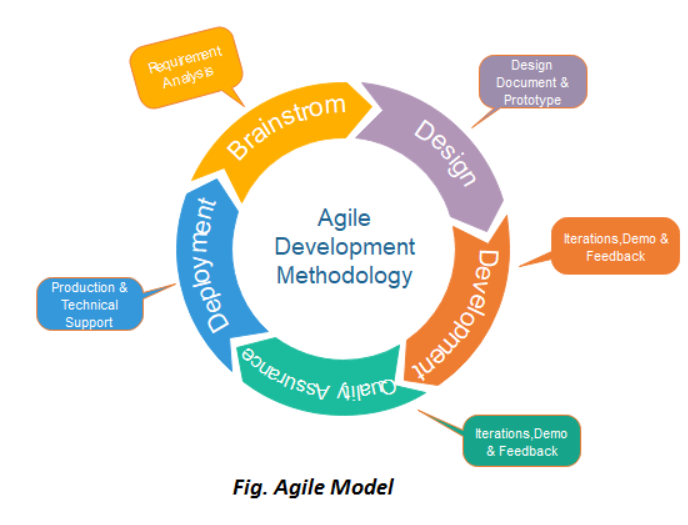 Requirement
Analysis
Brainstrom
Design
Document &
Prototype
Design
Agile
Development
Methodology
Iterations,Demo &
Feedback
Development
Deployment
Production &
Technical
Support
Quality Assurance
Iterations,Demo
& Feedback
Fig. Agile Model